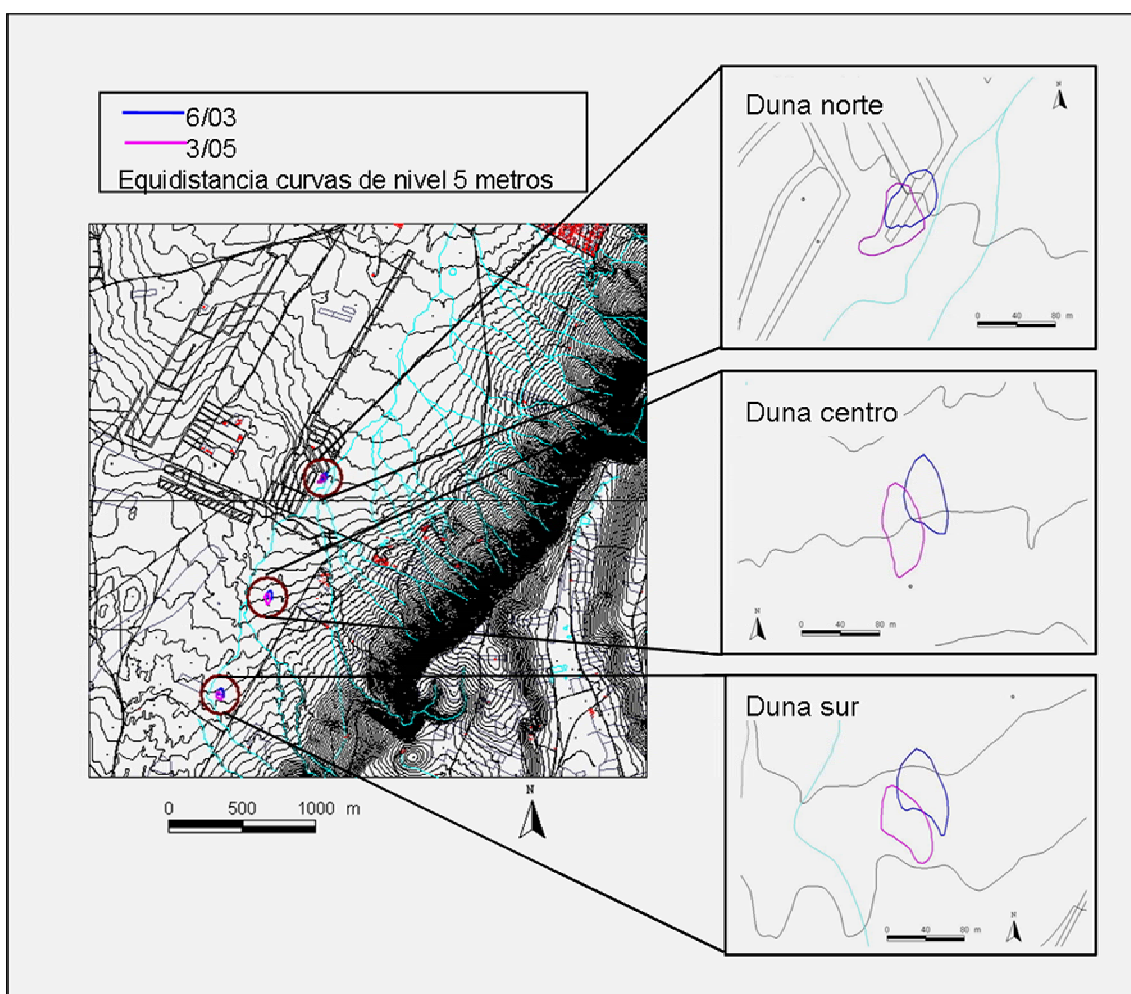 6/03
3/05
Equidistancia curvas de nivel 5 metros
Duna norte
N
0 40 80 m
Duna centro
N
0 40 80 m
Duna sur
N
0 40 80 m
N
0 500 1000 m